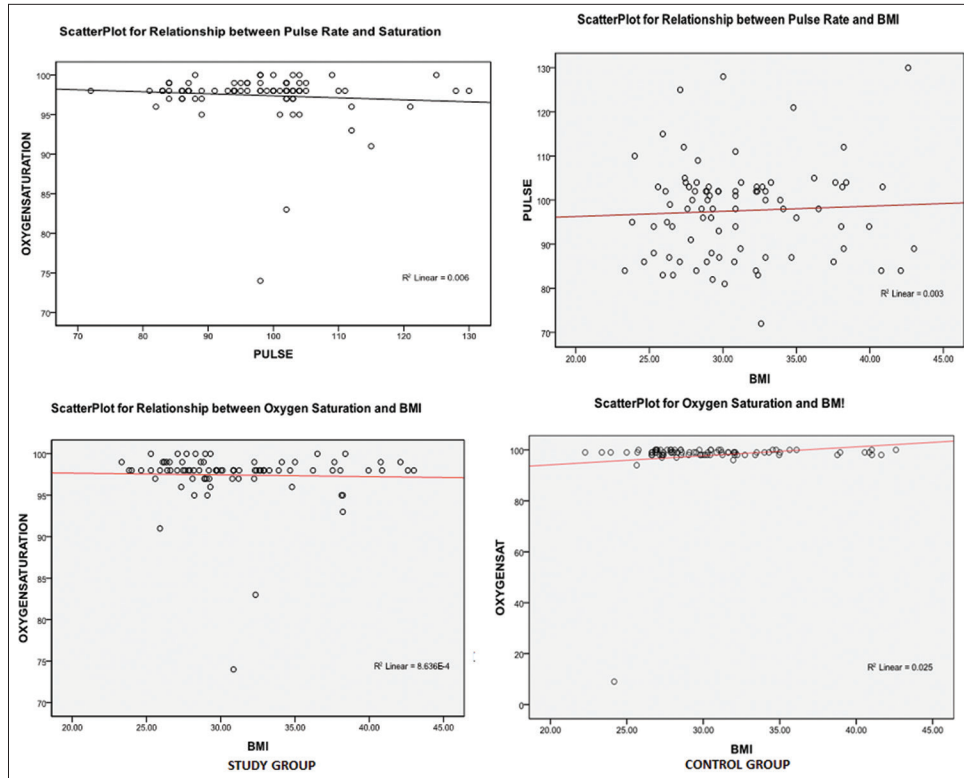 ScatterPlot for Relationship between Pulse Rate and Saturation
OXYGENSATURATION
100
95
90
85
80
75
70
R² Linear = 0.006
70 80 90 100 110 120 130
PULSE
ScatterPlot for Relationship between Pulse Rate and BMI
PULSE
130
120
110
100
90
80
70
R² Linear = 0.003
20.00 25.00 30.00 35.00 40.00 45.00
BMI
ScatterPlot for Relationship between Oxygen Saturation and BMI
OXYGENSATURATION
100
95
90
85
80
75
70
R² Linear = 8.636E-4
20.00 25.00 30.00 35.00 40.00 45.00
BMI
STUDY GROUP
ScatterPlot for Oxygen Saturation and BM!
OXYGENSAT
100
80
60
40
20
0
R² Linear = 0.025
20.00 25.00 30.00 35.00 40.00 45.00
BMI
CONTROL GROUP